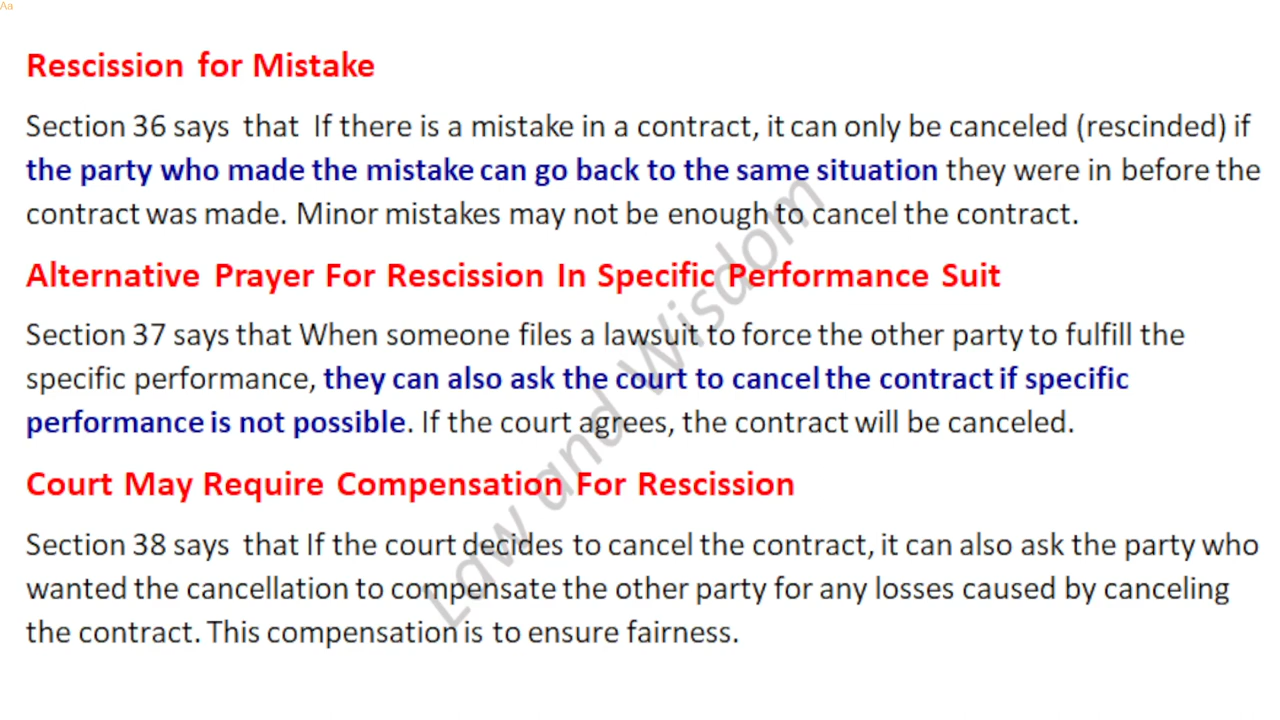 Aa
Rescission for Mistake
Section 36 says that If there is a mistake in a contract, it can only be canceled (rescinded) if
the party who made the mistake can go back to the same situation they were in before the
contract was made. Minor mistakes may not be enough to cancel the contract.
Alternative Prayer For Rescission In Specific Performance Suit
Section 37 says that When someone files a lawsuit to force the other party to fulfill the
specific performance, they can also ask the court to cancel the contract if specific
performance is not possible. If the court agrees, the contract will be canceled.
Court May Require Compensation For Rescission
Section 38 says that If the court decides to cancel the contract, it can also ask the party who
wanted the cancellation to compensate the other party for any losses caused by canceling
the contract. This compensation is to ensure fairness.
Law and Wisdom